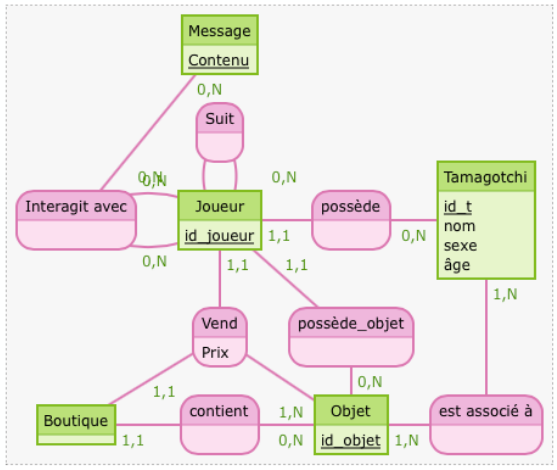 Message
Contenu
0,N
Suit
0,N
0,N
0,N
Tamagotchi
id_t
nom
sexe
âge
Interagit avec
Joueur
id_joueur
possède
1,1
0,N
0,N
1,1
1,1
1,N
Vend
Prix
possède_objet
1,1
0,N
Boutique
contient
1,N
Objet
id_objet
est associé à
1,1
0,N
1,N